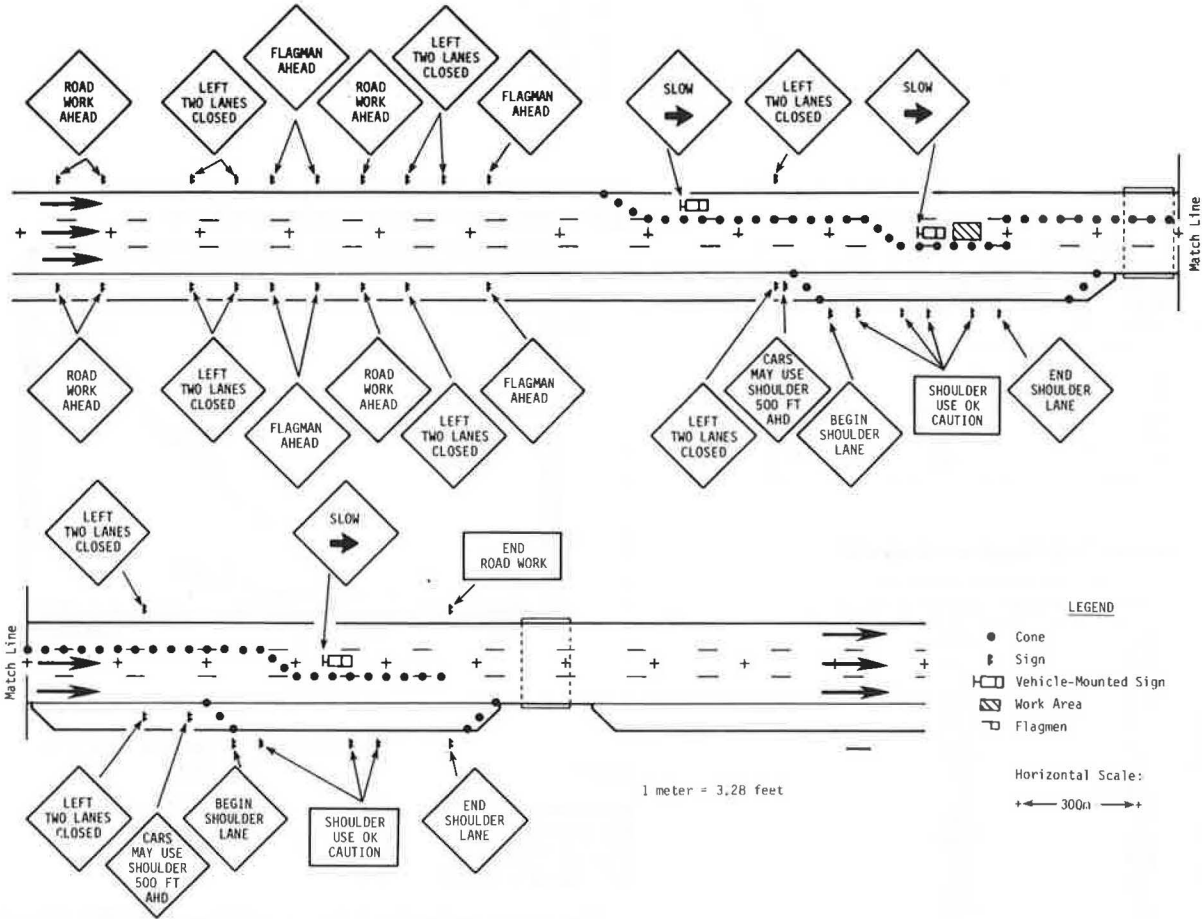 ROAD
WORK
AHEAD
LEFT
TWO LANES
CLOSED
FLAGMAN
AHEAD
ROAD
WORK
AHEAD
LEFT
TWO LANES
CLOSED
FLAGMAN
AHEAD
SLOW
LEFT
TWO LANES
CLOSED
SLOW
Match Line
ROAD
WORK
AHEAD
LEFT
TWO LANES
CLOSED
FLAGMAN
AHEAD
ROAD
WORK
AHEAD
LEFT
TWO LANES
CLOSED
FLAGMAN
AHEAD
LEFT
TWO LANES
CLOSED
CARS
MAY USE
SHOULDER
500 FT
AHD
BEGIN
SHOULDER
LANE
SHOULDER
USE OK
CAUTION
END
SHOULDER
LANE
LEFT
TWO LANES
CLOSED
SLOW
END
ROAD WORK
Match Line
LEFT
TWO LANES
CLOSED
CARS
MAY USE
SHOULDER
500 FT
AHD
BEGIN
SHOULDER
LANE
SHOULDER
USE OK
CAUTION
END
SHOULDER
LANE
1 meter = 3.28 feet
LEGEND
Cone
Sign
Vehicle-Mounted Sign
Work Area
Flagmen
Horizontal Scale:
300m